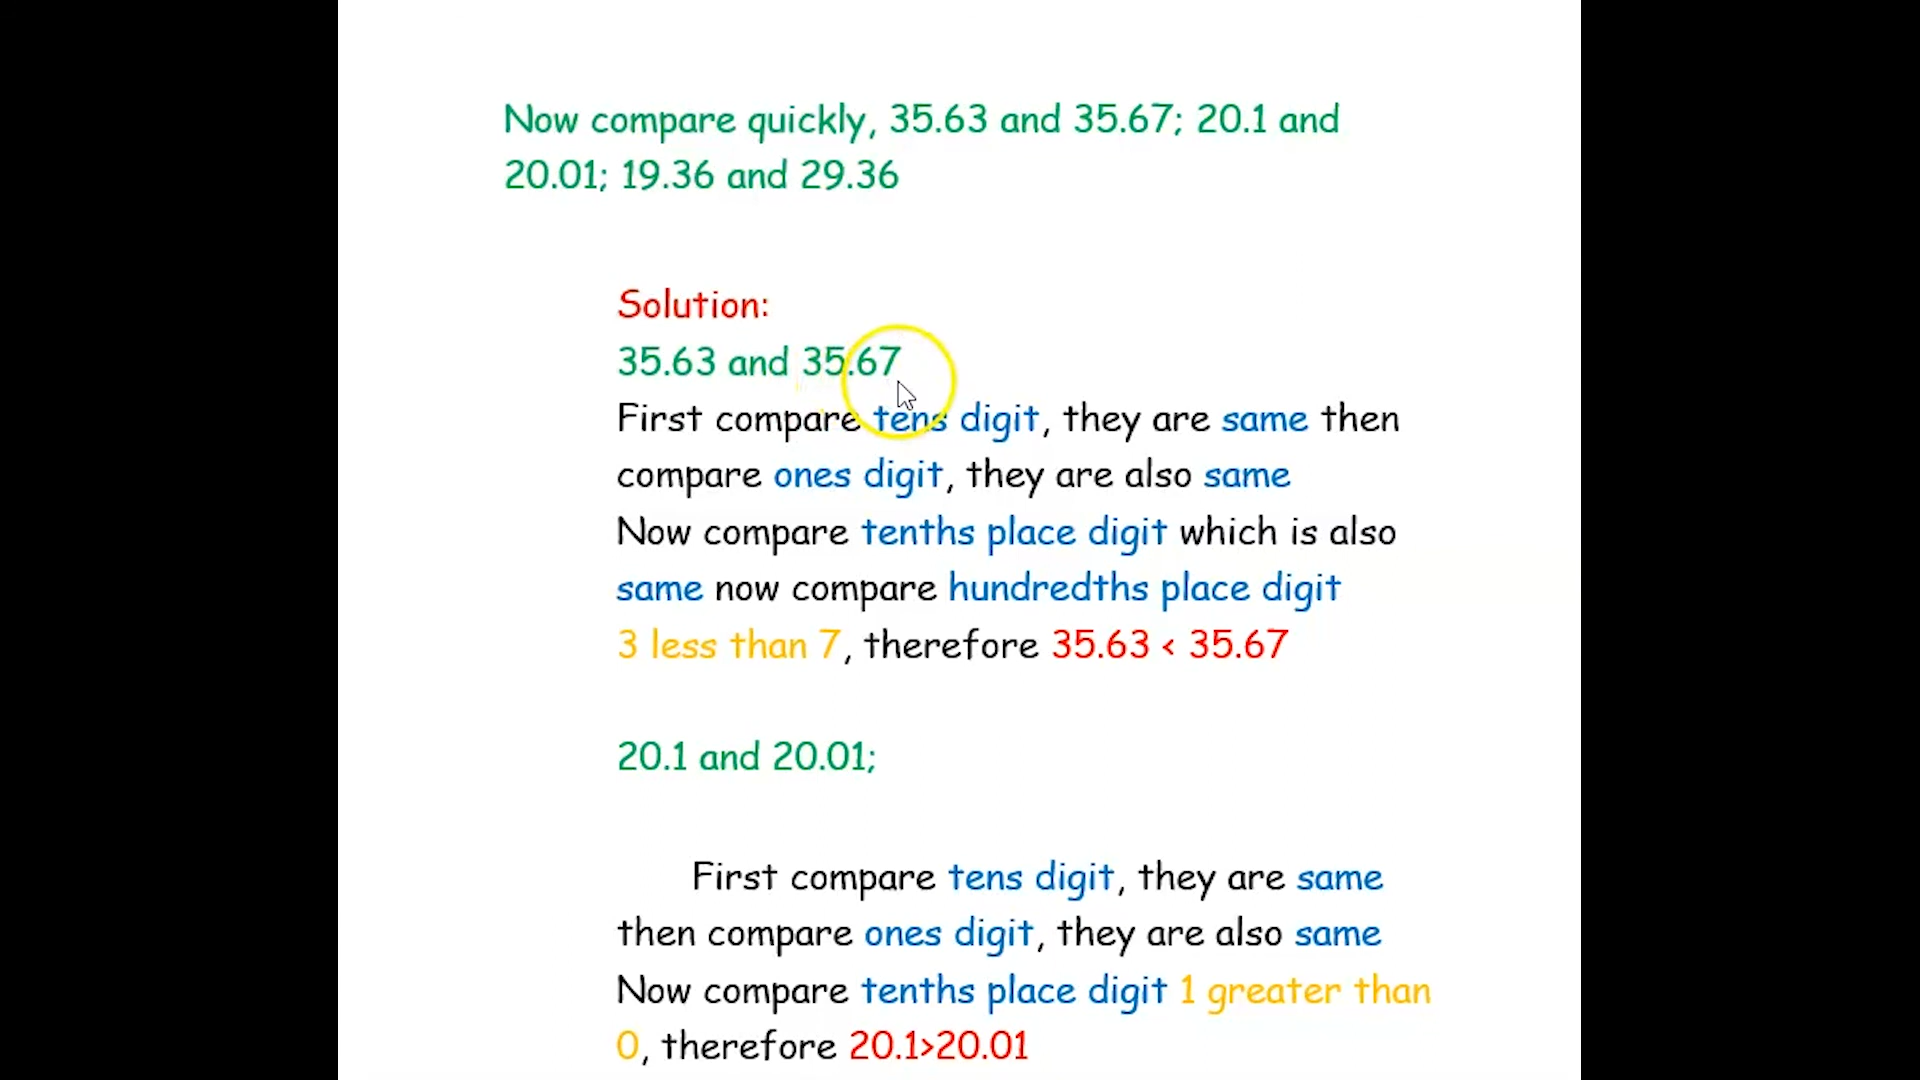 Now compare quickly, 35.63 and 35.67; 20.1 and
20.01; 19.36 and 29.36
Solution:
35.63 and 35.67
First compare tens digit, they are same then
compare ones digit, they are also same
Now compare tenths place digit which is also
same now compare hundredths place digit
3 less than 7, therefore 35.63 < 35.67
20.1 and 20.01;
First compare tens digit, they are same
then compare ones digit, they are also same
Now compare tenths place digit 1 greater than
0, therefore 20.1>20.01